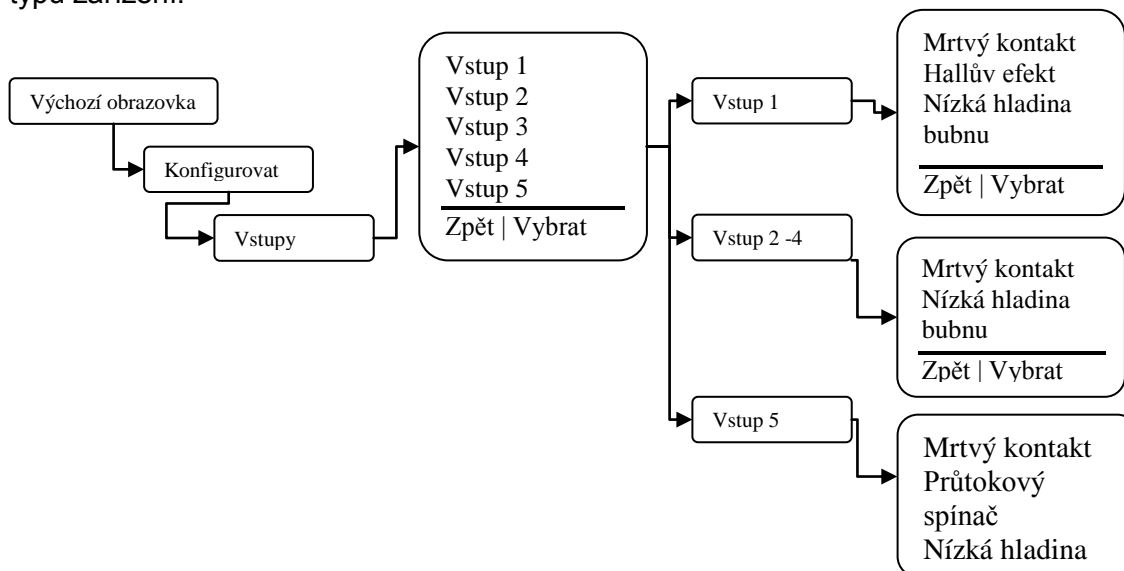 typu zařízení.
Výchozí obrazovka
Konfigurovat
Vstupy
Vstup 1
Vstup 2
Vstup 3
Vstup 4
Vstup 5
Zpět | Vybrat
Vstup 1
Mrtvý kontakt
Hallův efekt
Nízká hladina
bubnu
Zpět | Vybrat
Vstup 2 -4
Mrtvý kontakt
Nízká hladina
bubnu
Zpět | Vybrat
Vstup 5
Mrtvý kontakt
Průtokový
spínač
Nízká hladina